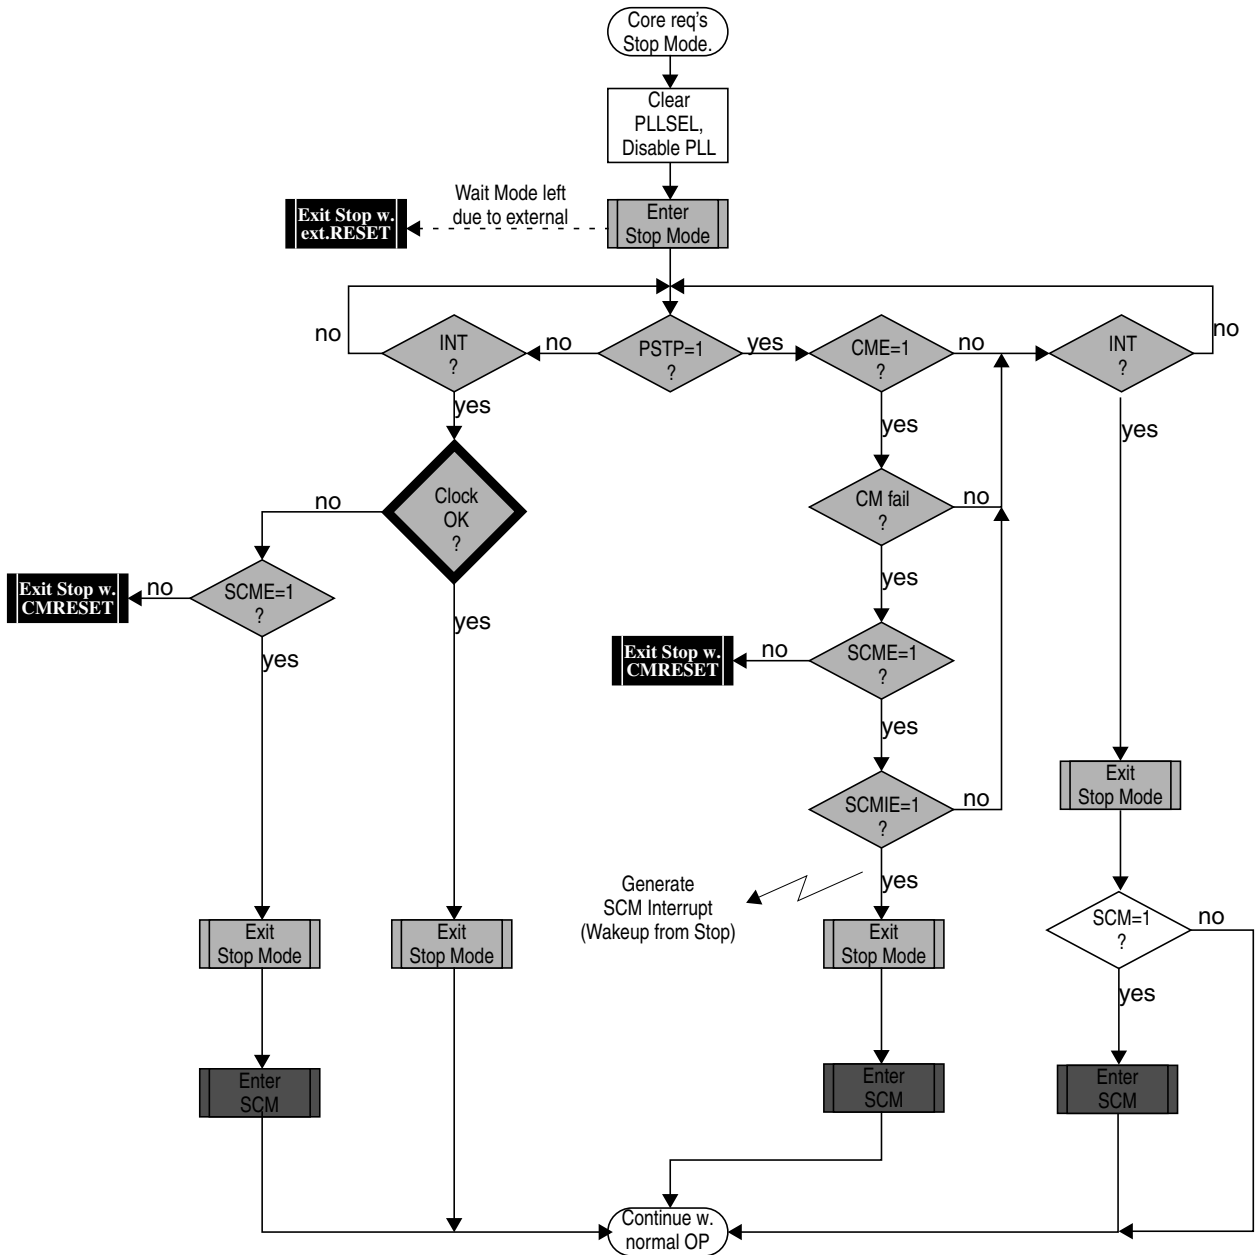 Core req's
Stop Mode.
Clear
PLLSEL,
Disable PLL
Wait Mode left
due to external
Exit Stop w.
ext.RESET
Enter
Stop Mode
no
INT
?
no
PSTP=1
?
yes
CME=1
?
no
INT
?
no
yes
yes
yes
Clock
OK
?
no
CM fail
?
no
yes
Exit Stop w.
CMRESET
no
SCME=1
?
yes
yes
Exit Stop w.
CMRESET
no
SCME=1
?
yes
SCMIE=1
?
no
yes
Generate
SCM Interrupt
(Wakeup from Stop)
Exit
Stop Mode
Exit
Stop Mode
Exit
Stop Mode
Exit
Stop Mode
SCM=1
?
no
yes
Enter
SCM
Enter
SCM
Enter
SCM
Continue w.
normal OP